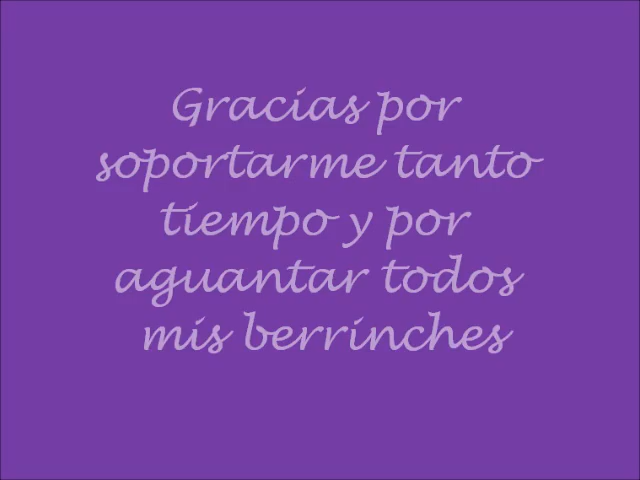 Gracias por
soportarme tanto
tiempo y por
aguantar todos
mis berrinches